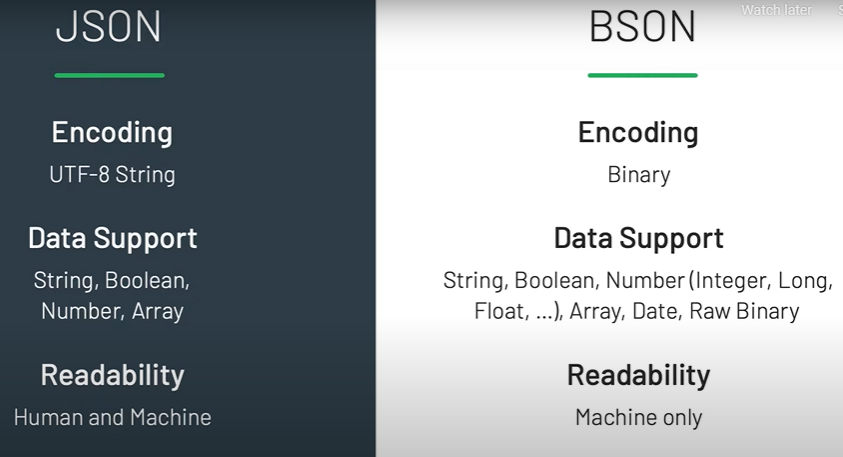 JSON
Encoding
UTF-8 String
Data Support
String, Boolean,
Number, Array
Readability
Human and Machine
Watch later
BSON
Encoding
Binary
Data Support
String, Boolean, Number (Integer, Long,
Float, ...), Array, Date, Raw Binary
Readability
Machine only